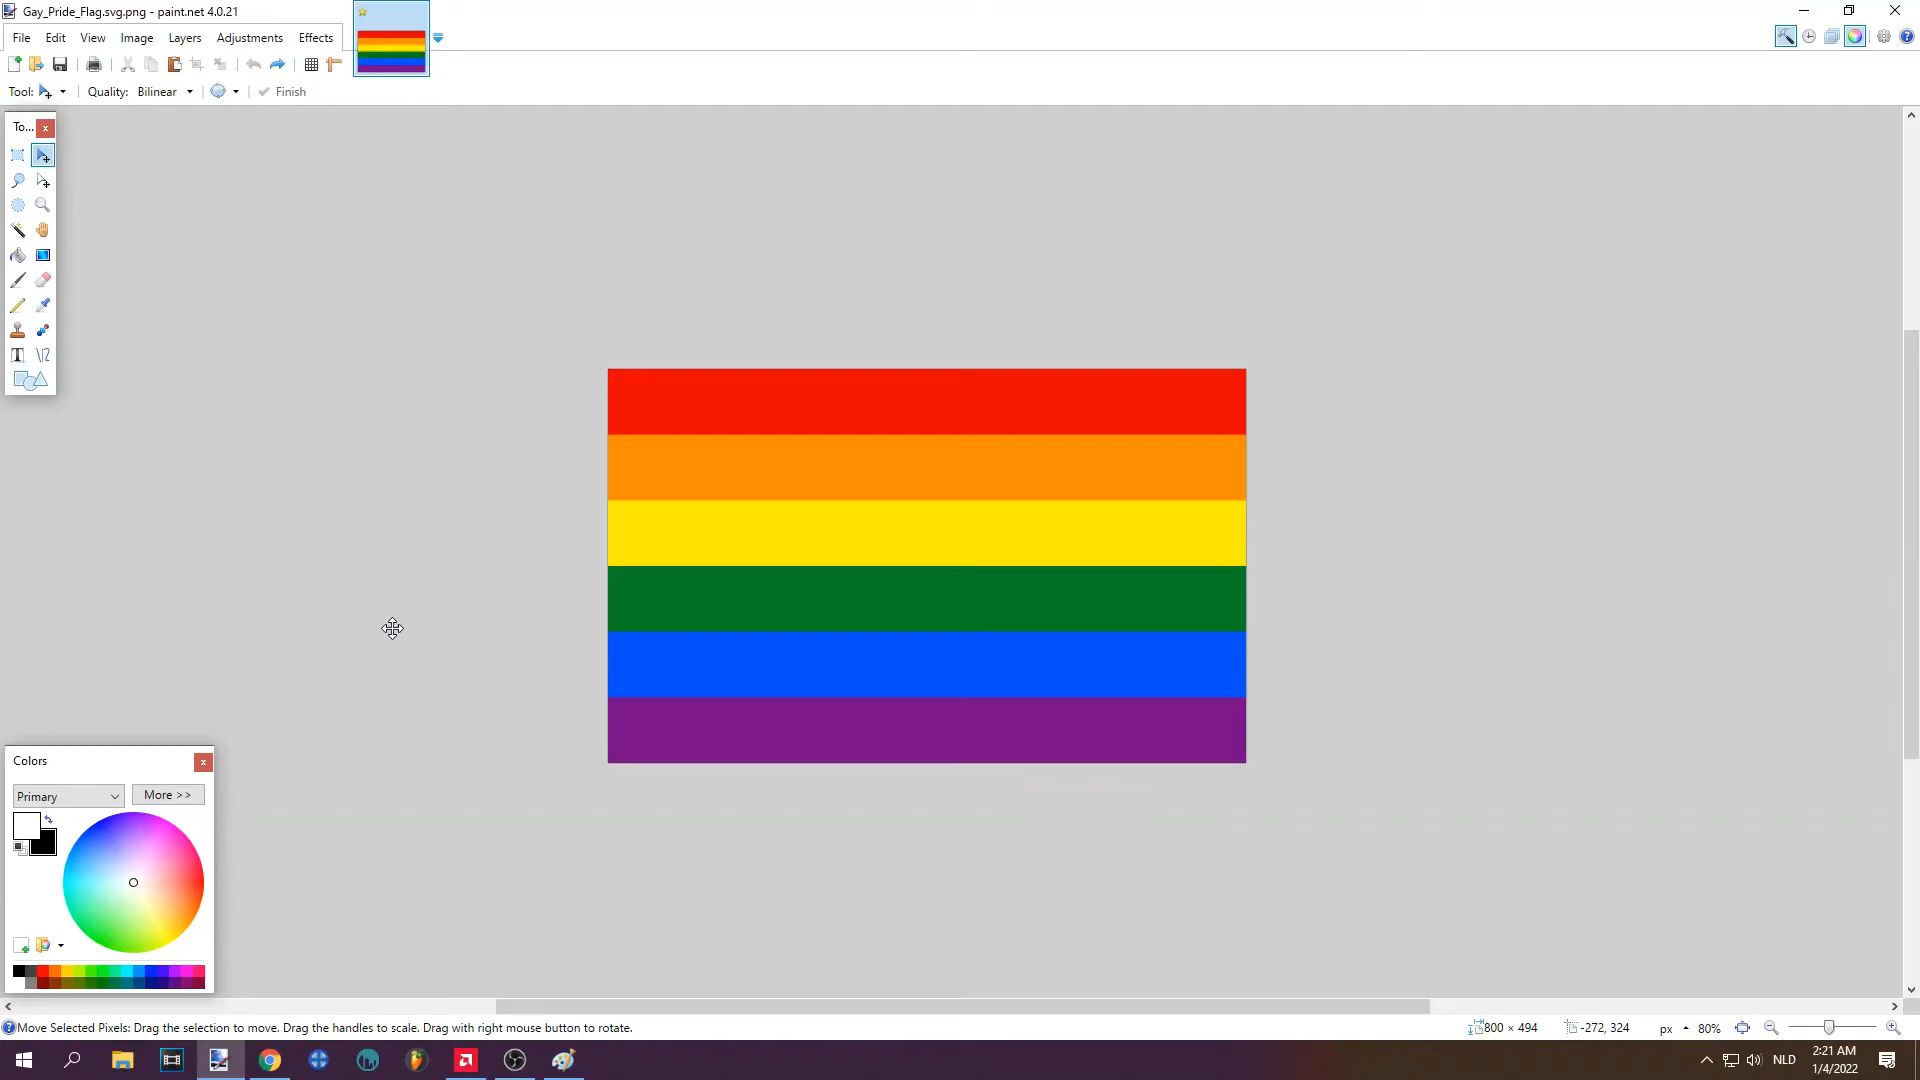 Gay_Pride_Flag.svg.png - paint.net 4.0.21
File Edit View Image Layers Adjustments Effects
Tool: Quality: Bilinear Finish
To...
Colors
Primary More >>
Move Selected Pixels: Drag the selection to move. Drag the handles to scale. Drag with right mouse button to rotate.
800 × 494 -272, 324 px 80%
NLD
2:21 AM
1/4/2022